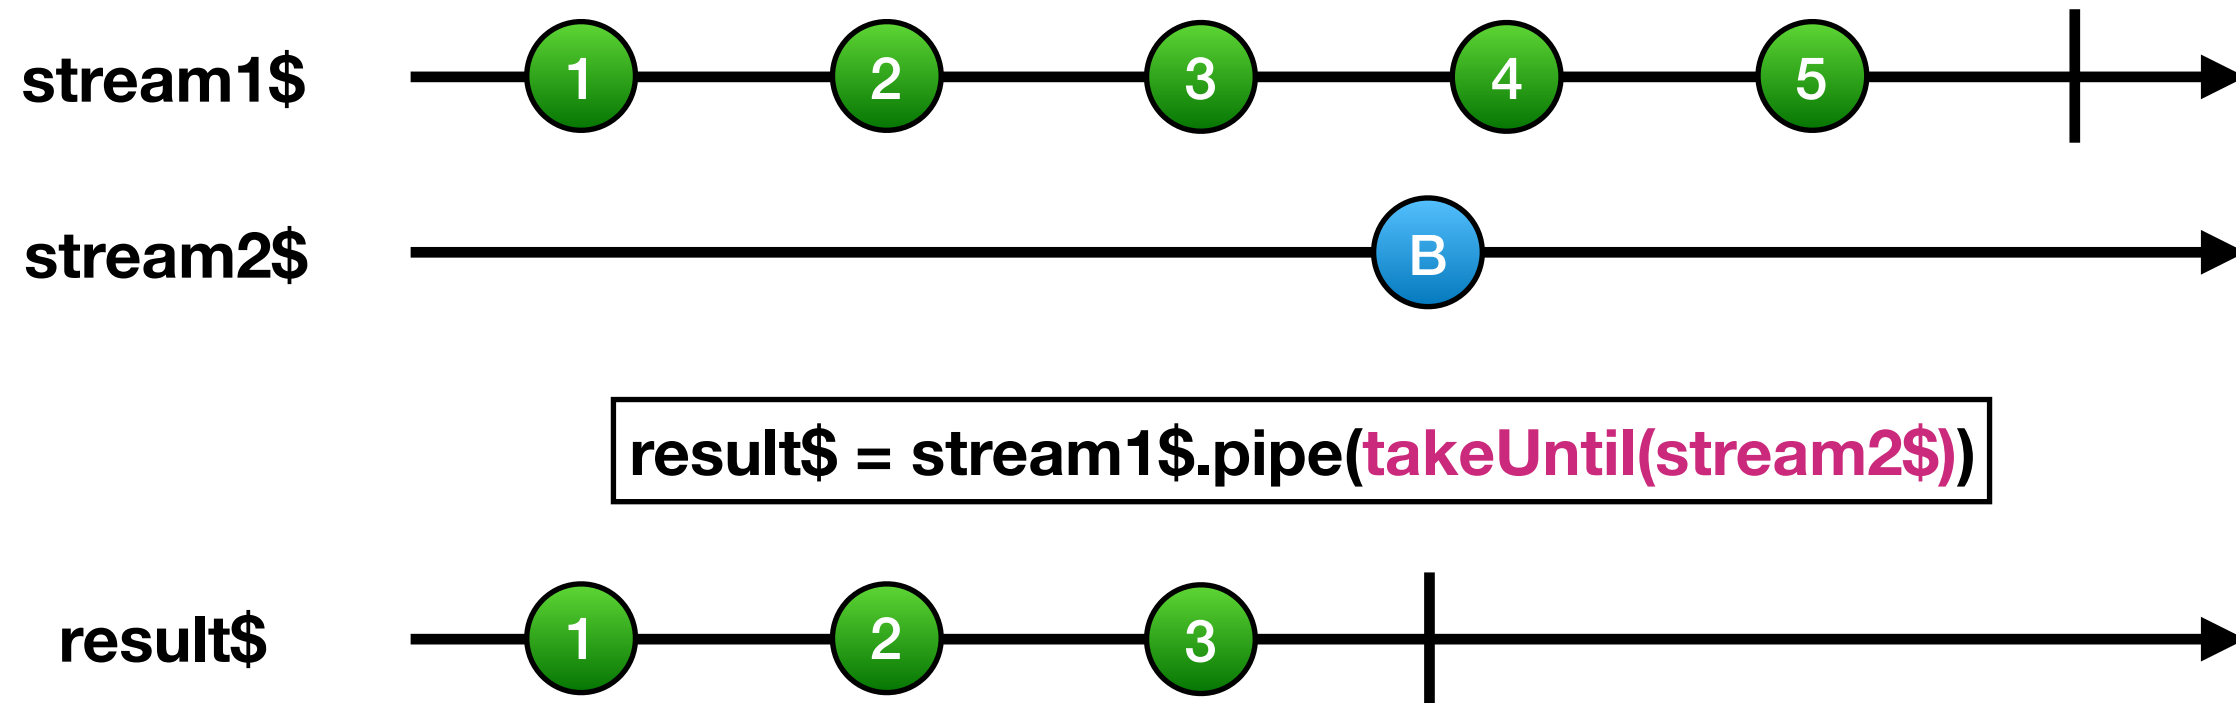 stream1$ 1 2 3 4 5
stream2$ B
result$ = stream1$.pipe(takeUntil(stream2$))
result$ 1 2 3